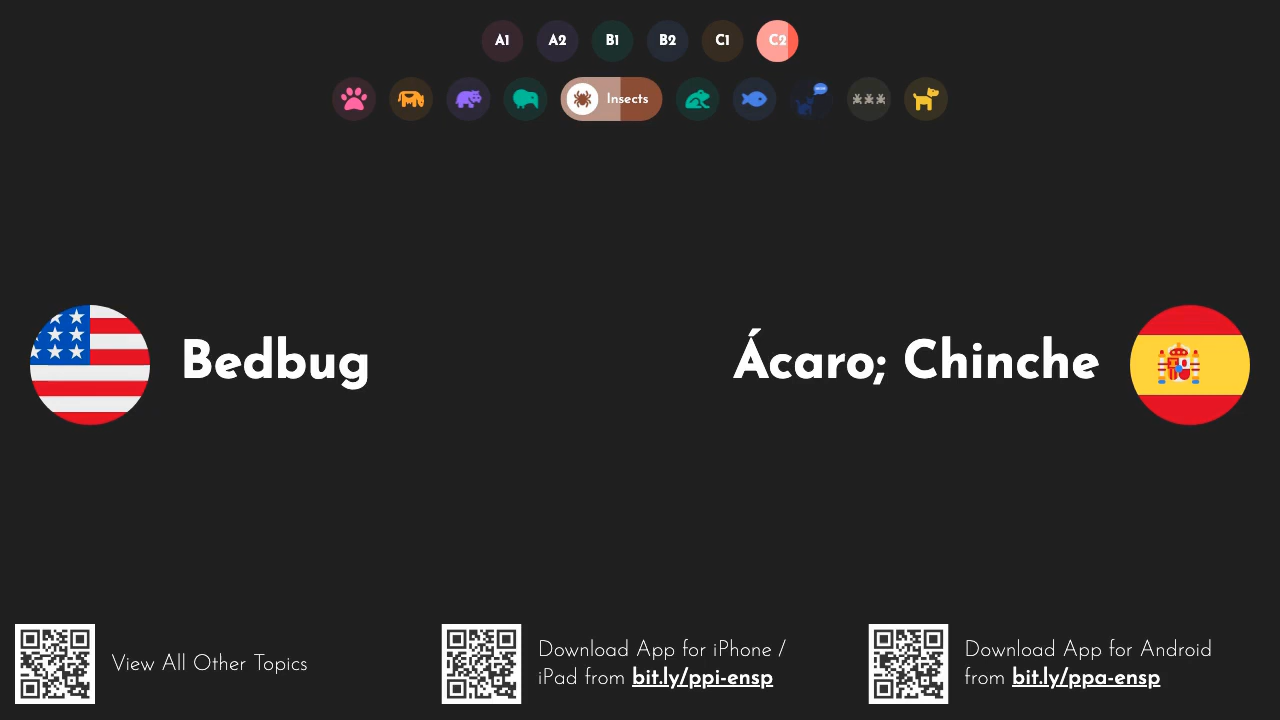 A1 A2 B1 B2 C1 C2
Insects
Bedbug
Ácaro; Chinche
View All Other Topics
Download App for iPhone /
iPad from bit.ly/ppi-ensp
Download App for Android
from bit.ly/ppa-ensp